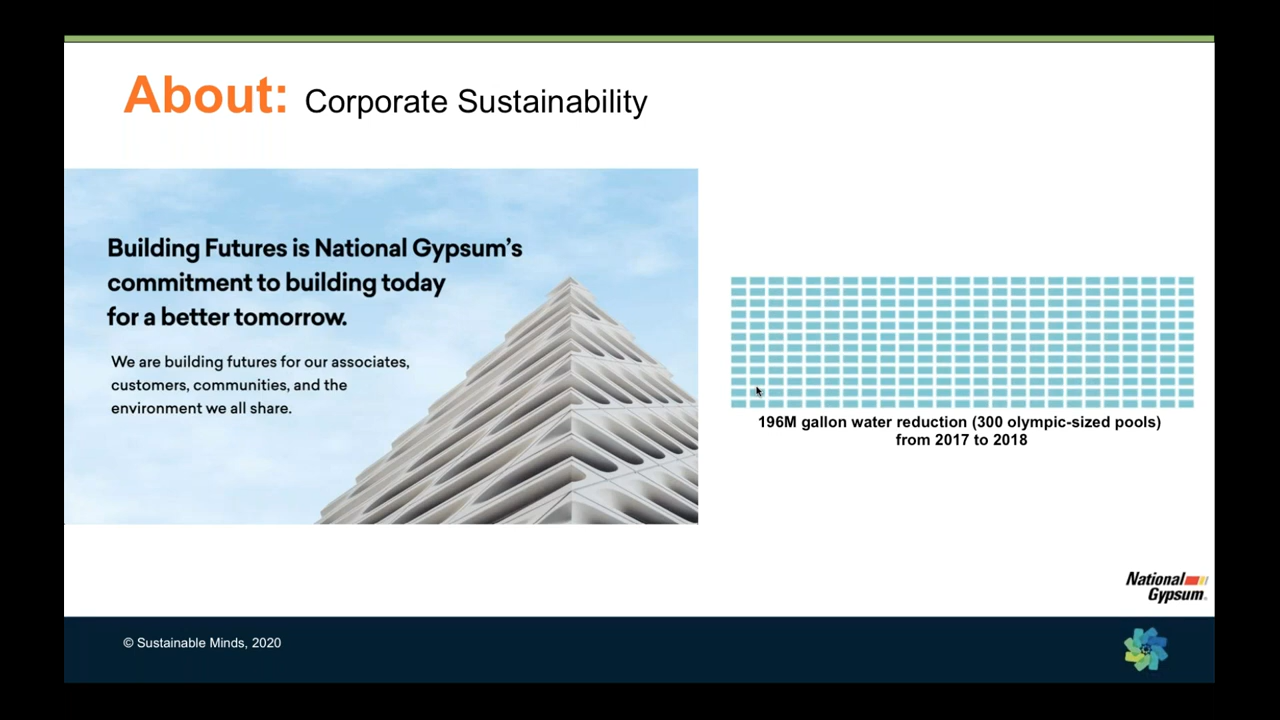 About: Corporate Sustainability
Building Futures is National Gypsum's
commitment to building today
for a better tomorrow.
We are building futures for our associates,
customers, communities, and the
environment we all share.
196M gallon water reduction (300 olympic-sized pools)
from 2017 to 2018
National
Gypsum®
© Sustainable Minds, 2020